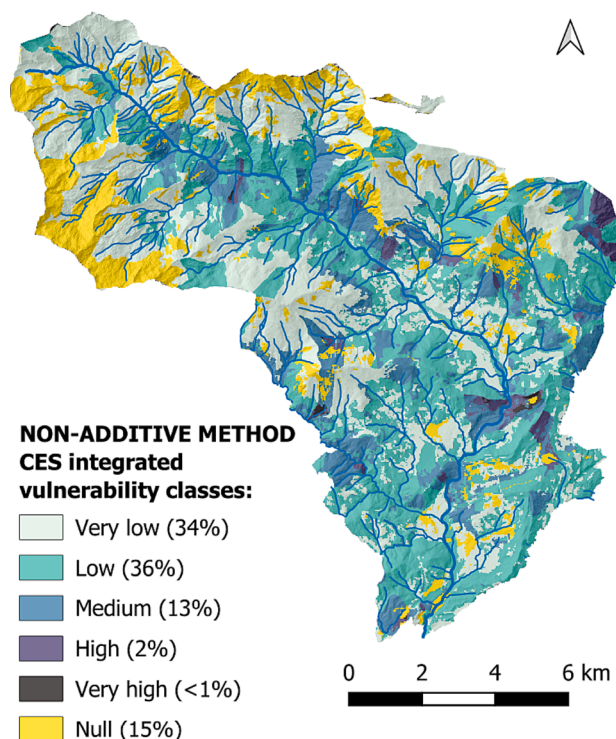 NON-ADDITIVE METHOD
CES integrated
vulnerability classes:
Very low (34%)
Low (36%)
Medium (13%)
High (2%)
Very high (<1%)
Null (15%)
0 2 4 6 km